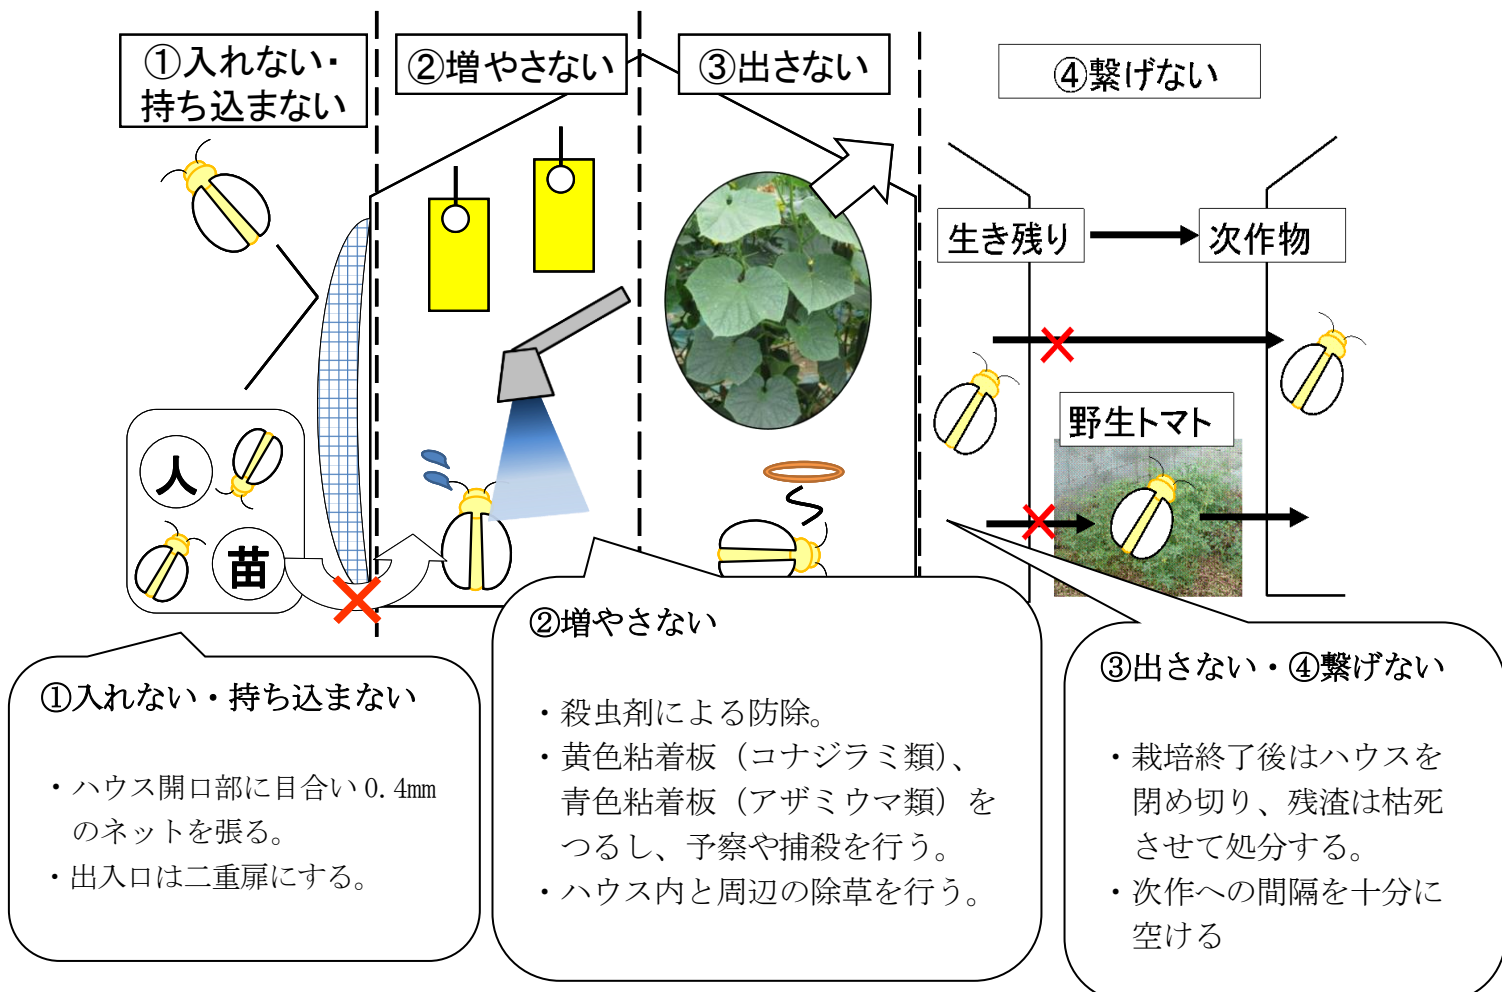 ①入れない・
持ち込まない
②増やさない
③出さない
④繋げない
生き残り
次作物
野生トマト
人
苗
①入れない・持ち込まない
・ハウス開口部に目合い0.4mm
のネットを張る。
・出入口は二重扉にする。
②増やさない
・殺虫剤による防除。
・黄色粘着板（コナジラミ類）、
青色粘着板（アザミウマ類）を
つるし、予察や捕殺を行う。
・ハウス内と周辺の除草を行う。
③出さない・④繋げない
・栽培終了後はハウスを
閉め切り、残渣は枯死
させて処分する。
・次作への間隔を十分に
空ける